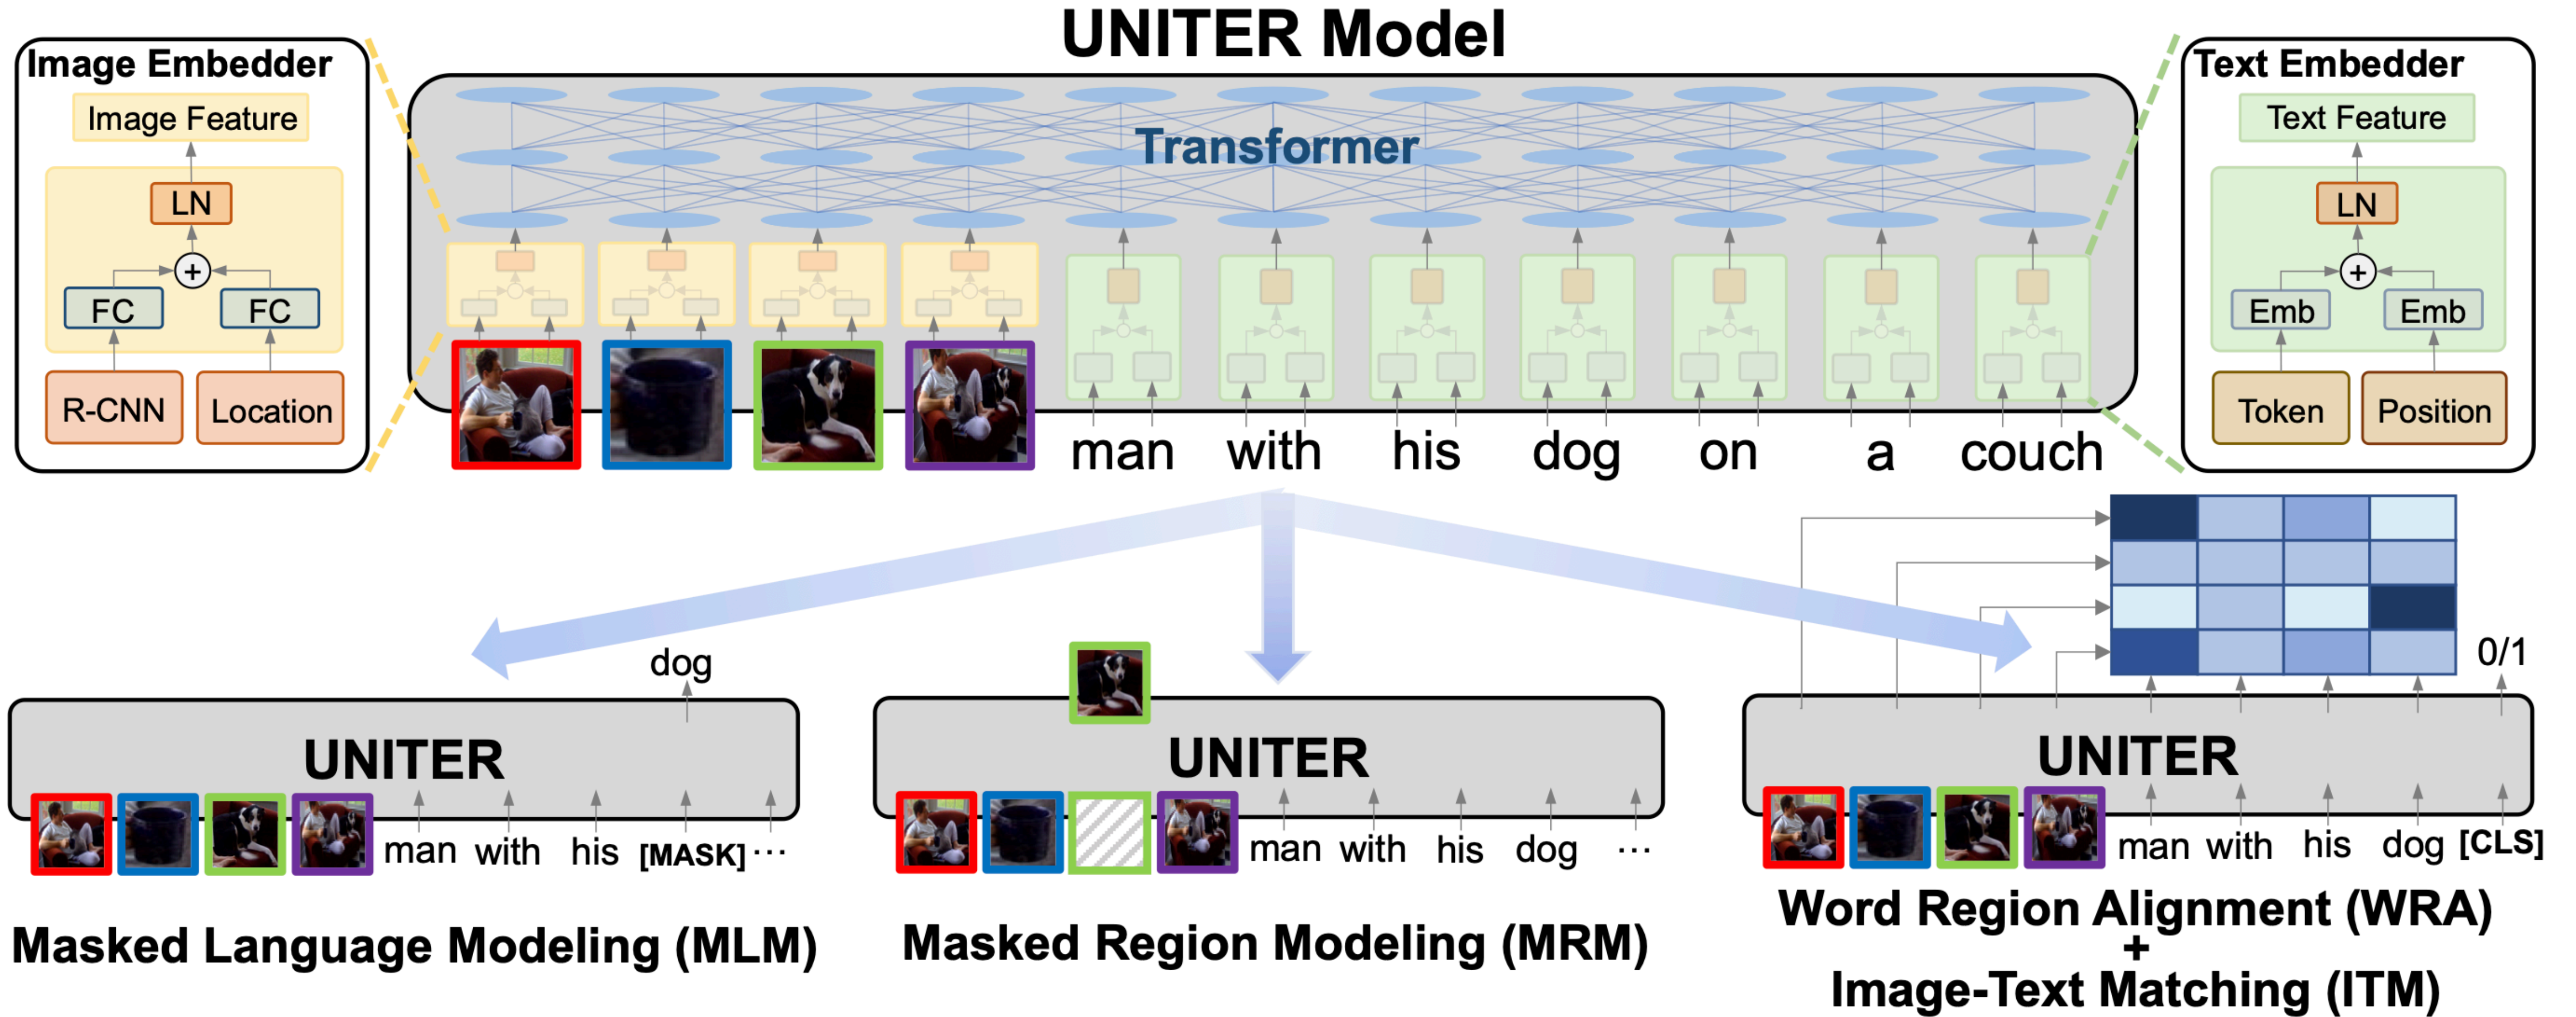 UNITER Model
Image Embedder
Image Feature
LN
+
FC
FC
R-CNN
Location
Transformer
man with his dog on a couch
Text Embedder
Text Feature
LN
+
Emb
Emb
Token
Position
dog
UNITER
man with his [MASK] ...
Masked Language Modeling (MLM)
UNITER
man with his dog ...
Masked Region Modeling (MRM)
0/1
UNITER
man with his dog [CLS]
Word Region Alignment (WRA)
+
Image-Text Matching (ITM)